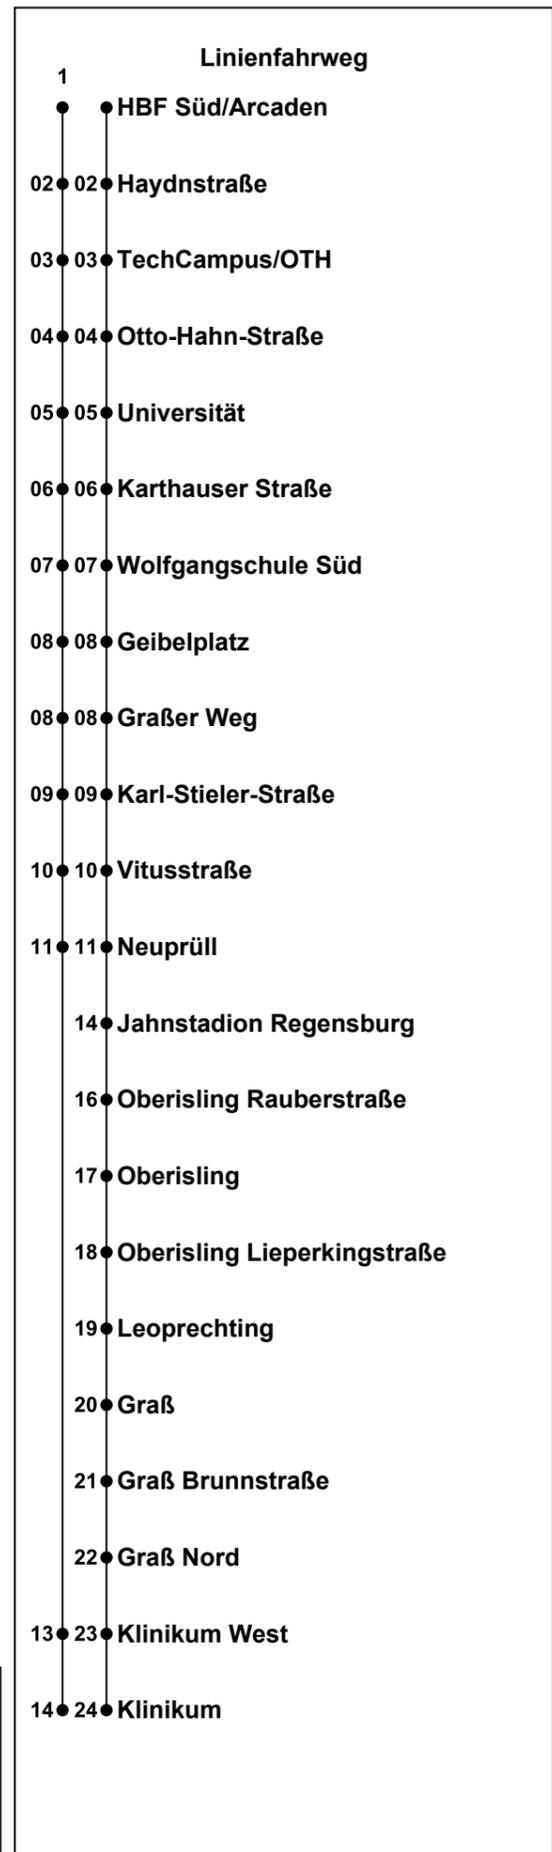 Linienfahrweg
1
HBF Süd/Arcaden
02 02 Haydnstraße
03 03 TechCampus/OTH
04 04 Otto-Hahn-Straße
05 05 Universität
06 06 Karthauser Straße
07 07 Wolfgangschule Süd
08 08 Geibelplatz
08 08 Graßer Weg
09 09 Karl-Stieler-Straße
10 10 Vitusstraße
11 11 Neuprüll
14 Jahnstadion Regensburg
16 Oberisling Rauberstraße
17 Oberisling
18 Oberisling Lieperkingstraße
19 Leoprechting
20 Graß
21 Graß Brunnstraße
22 Graß Nord
13 23 Klinikum West
14 24 Klinikum